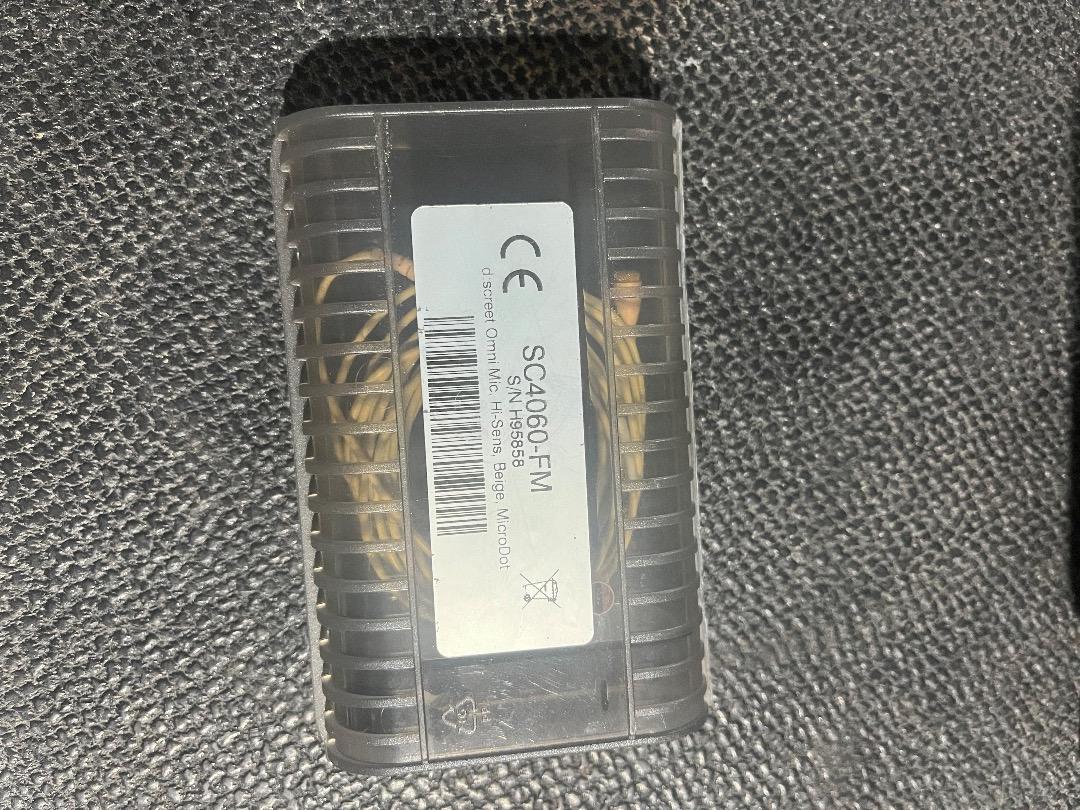 CE
SC4060-FM
S/N H95858
d:screet Omni Mic, Hi-Sens, Beige, MicroDot